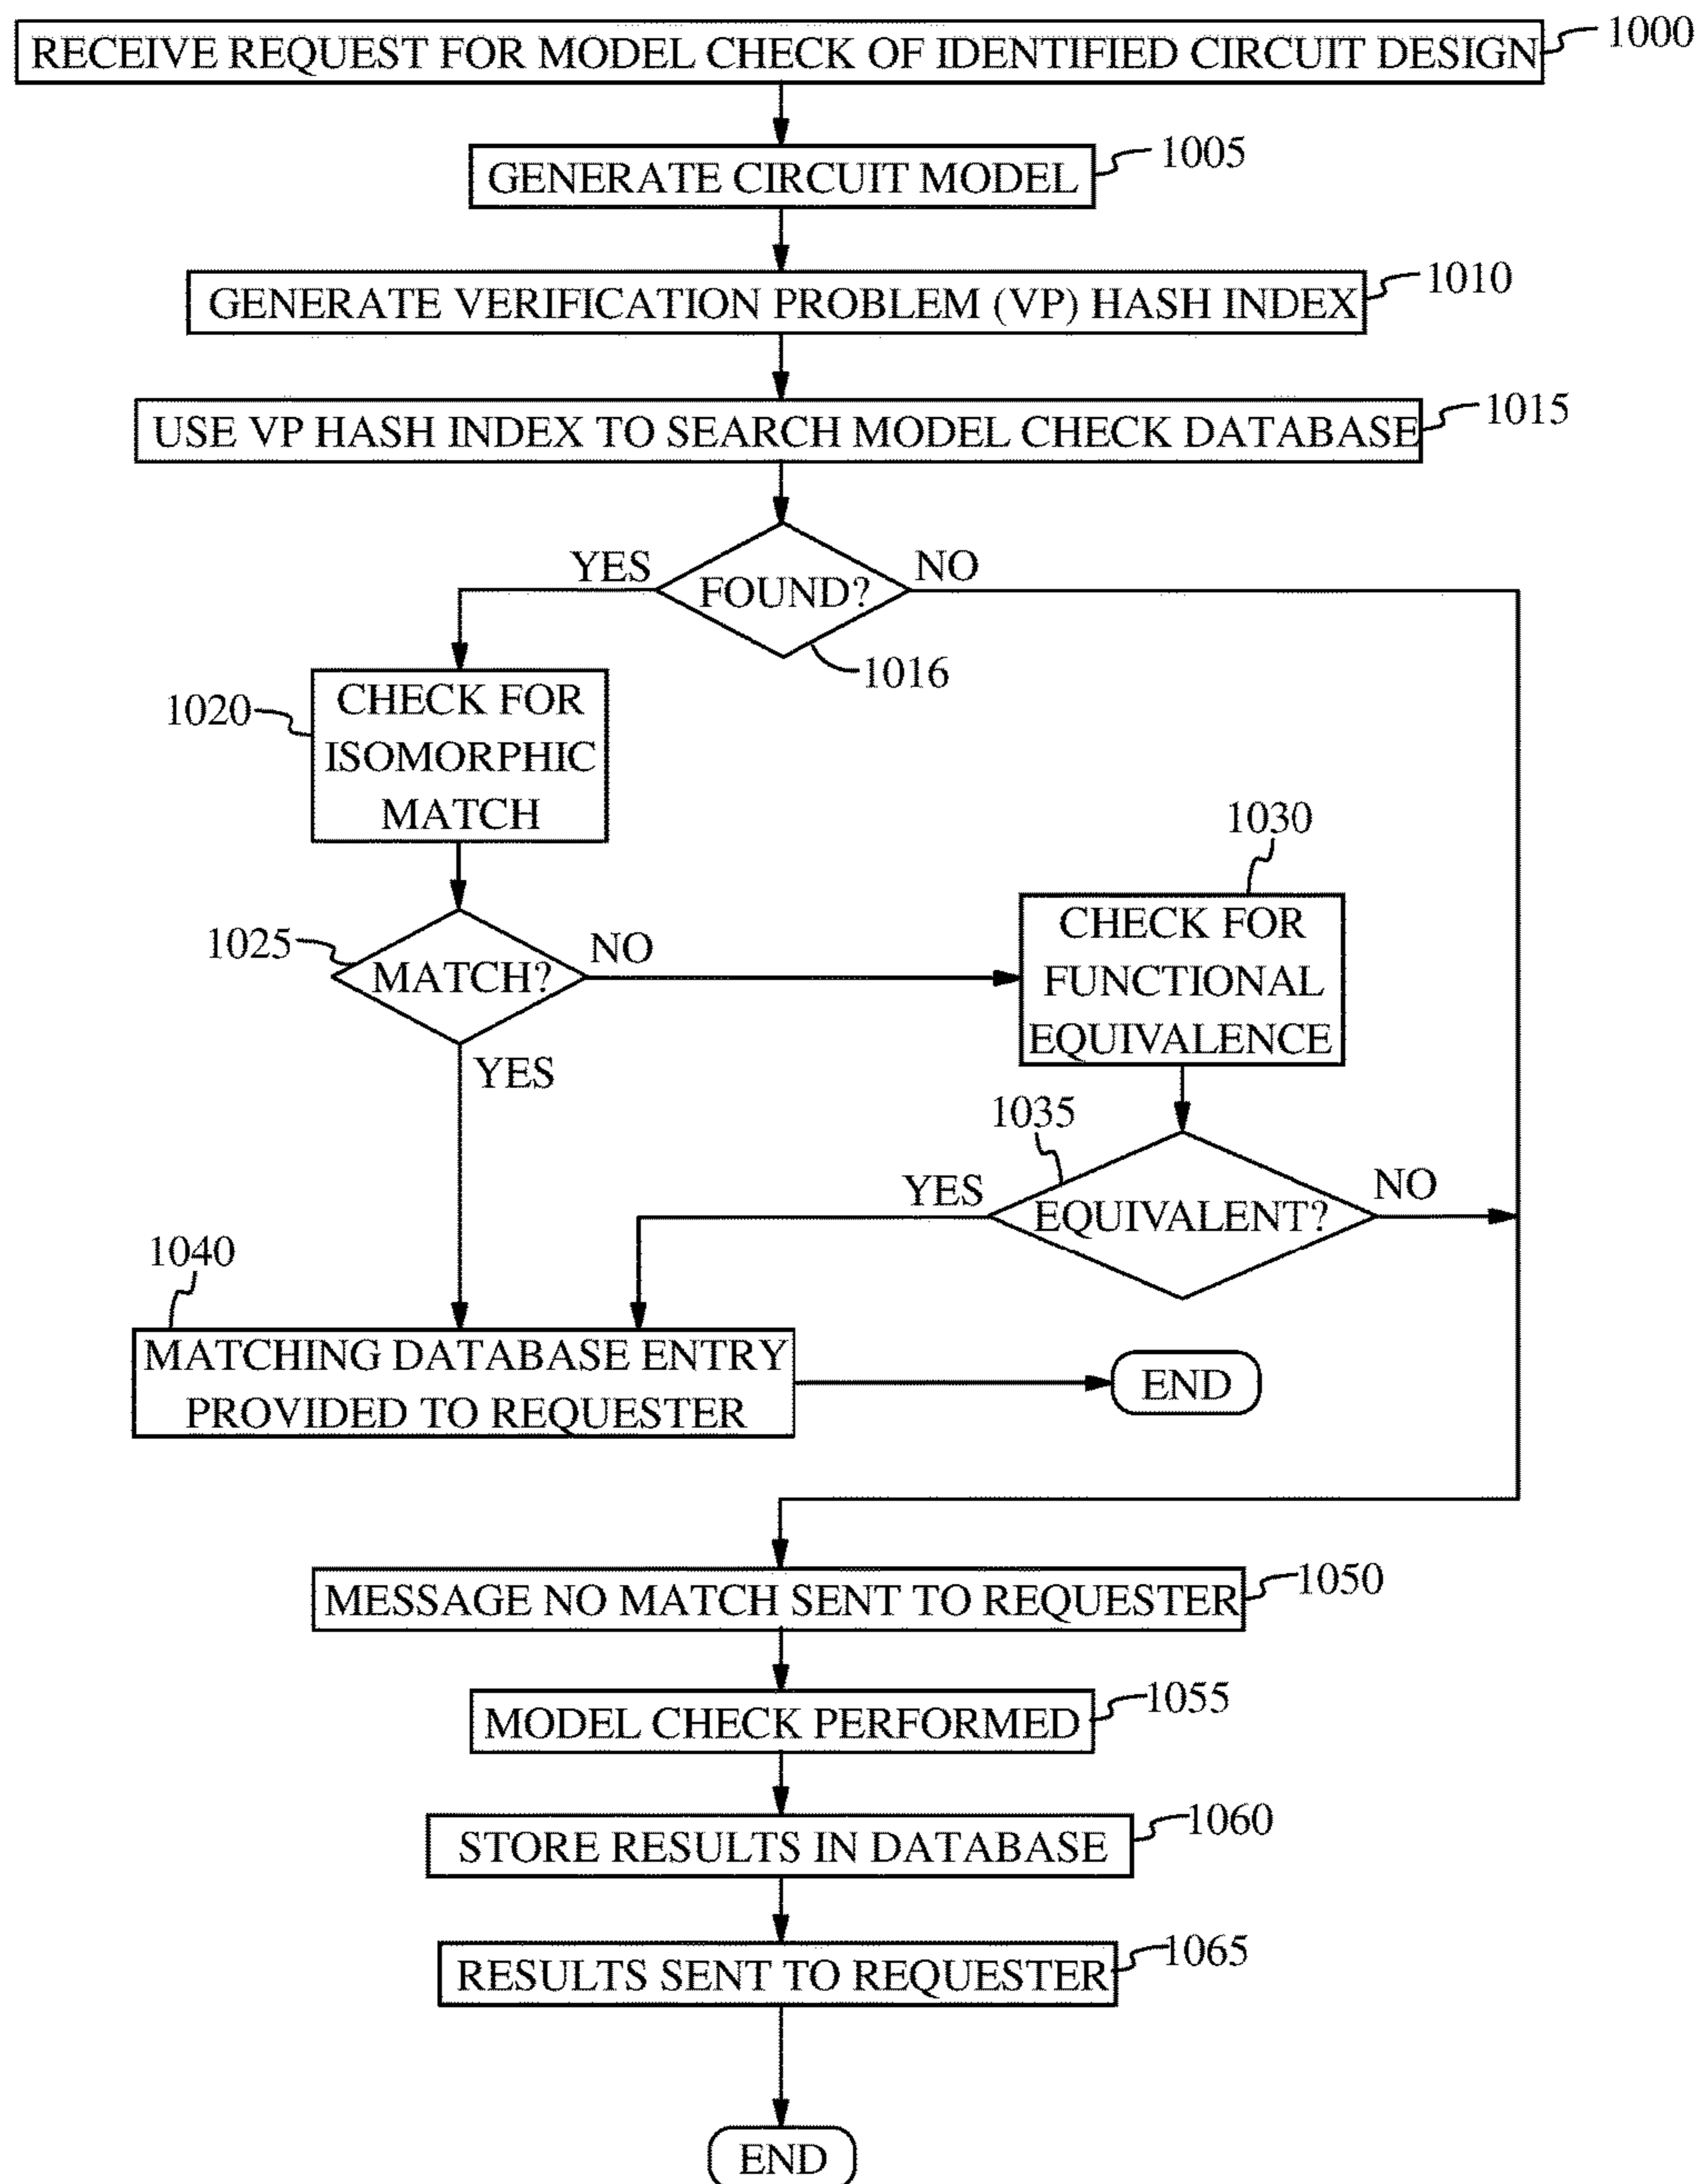 RECEIVE REQUEST FOR MODEL CHECK OF IDENTIFIED CIRCUIT DESIGN
1000
GENERATE CIRCUIT MODEL
1005
GENERATE VERIFICATION PROBLEM (VP) HASH INDEX
1010
USE VP HASH INDEX TO SEARCH MODEL CHECK DATABASE
1015
YES
FOUND?
NO
1016
1020
CHECK FOR
ISOMORPHIC
MATCH
1030
CHECK FOR
FUNCTIONAL
EQUIVALENCE
1025
MATCH?
NO
YES
1035
YES
EQUIVALENT?
NO
1040
MATCHING DATABASE ENTRY
PROVIDED TO REQUESTER
END
MESSAGE NO MATCH SENT TO REQUESTER
1050
MODEL CHECK PERFORMED
1055
STORE RESULTS IN DATABASE
1060
RESULTS SENT TO REQUESTER
1065
END